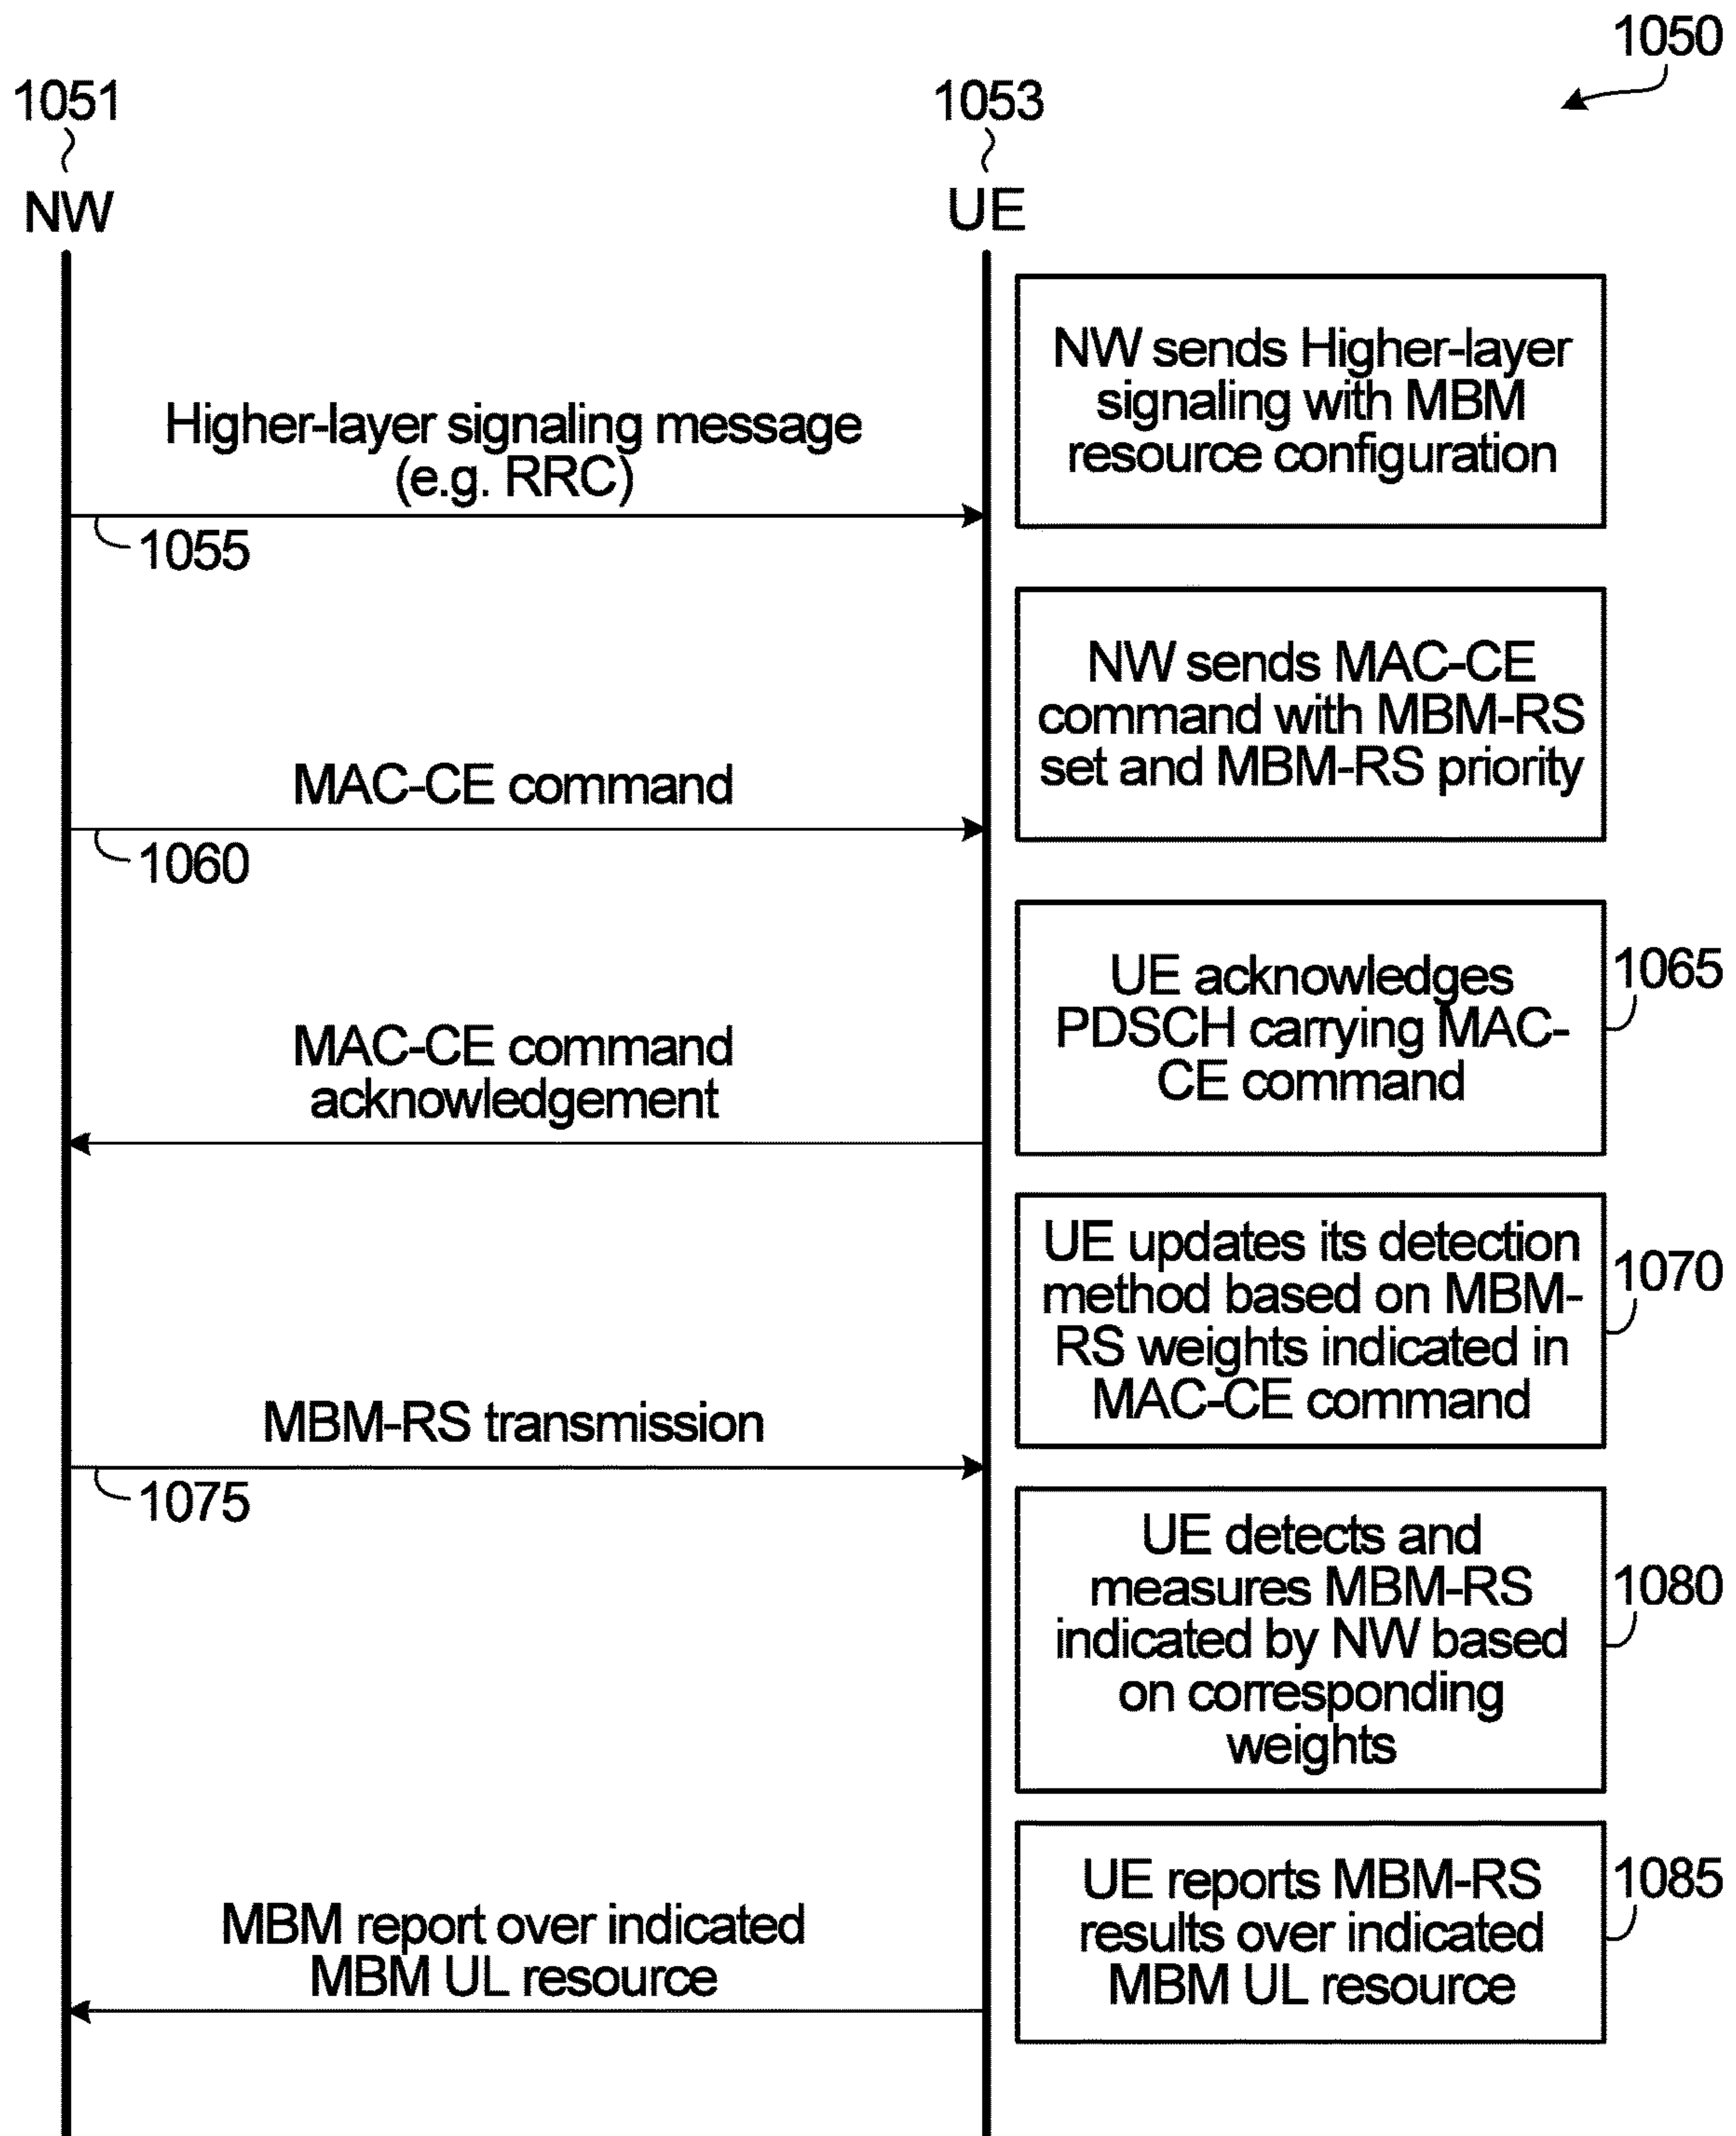 1050
1051
1053
NW
UE
NW sends Higher-layer
signaling with MBM
resource configuration
Higher-layer signaling message
(e.g. RRC)
1055
NW sends MAC-CE
command with MBM-RS
set and MBM-RS priority
MAC-CE command
1060
UE acknowledges
PDSCH carrying MAC-
CE command
1065
MAC-CE command
acknowledgement
UE updates its detection
method based on MBM-
RS weights indicated in
MAC-CE command
1070
MBM-RS transmission
1075
UE detects and
measures MBM-RS
indicated by NW based
on corresponding
weights
1080
UE reports MBM-RS
results over indicated
MBM UL resource
1085
MBM report over indicated
MBM UL resource